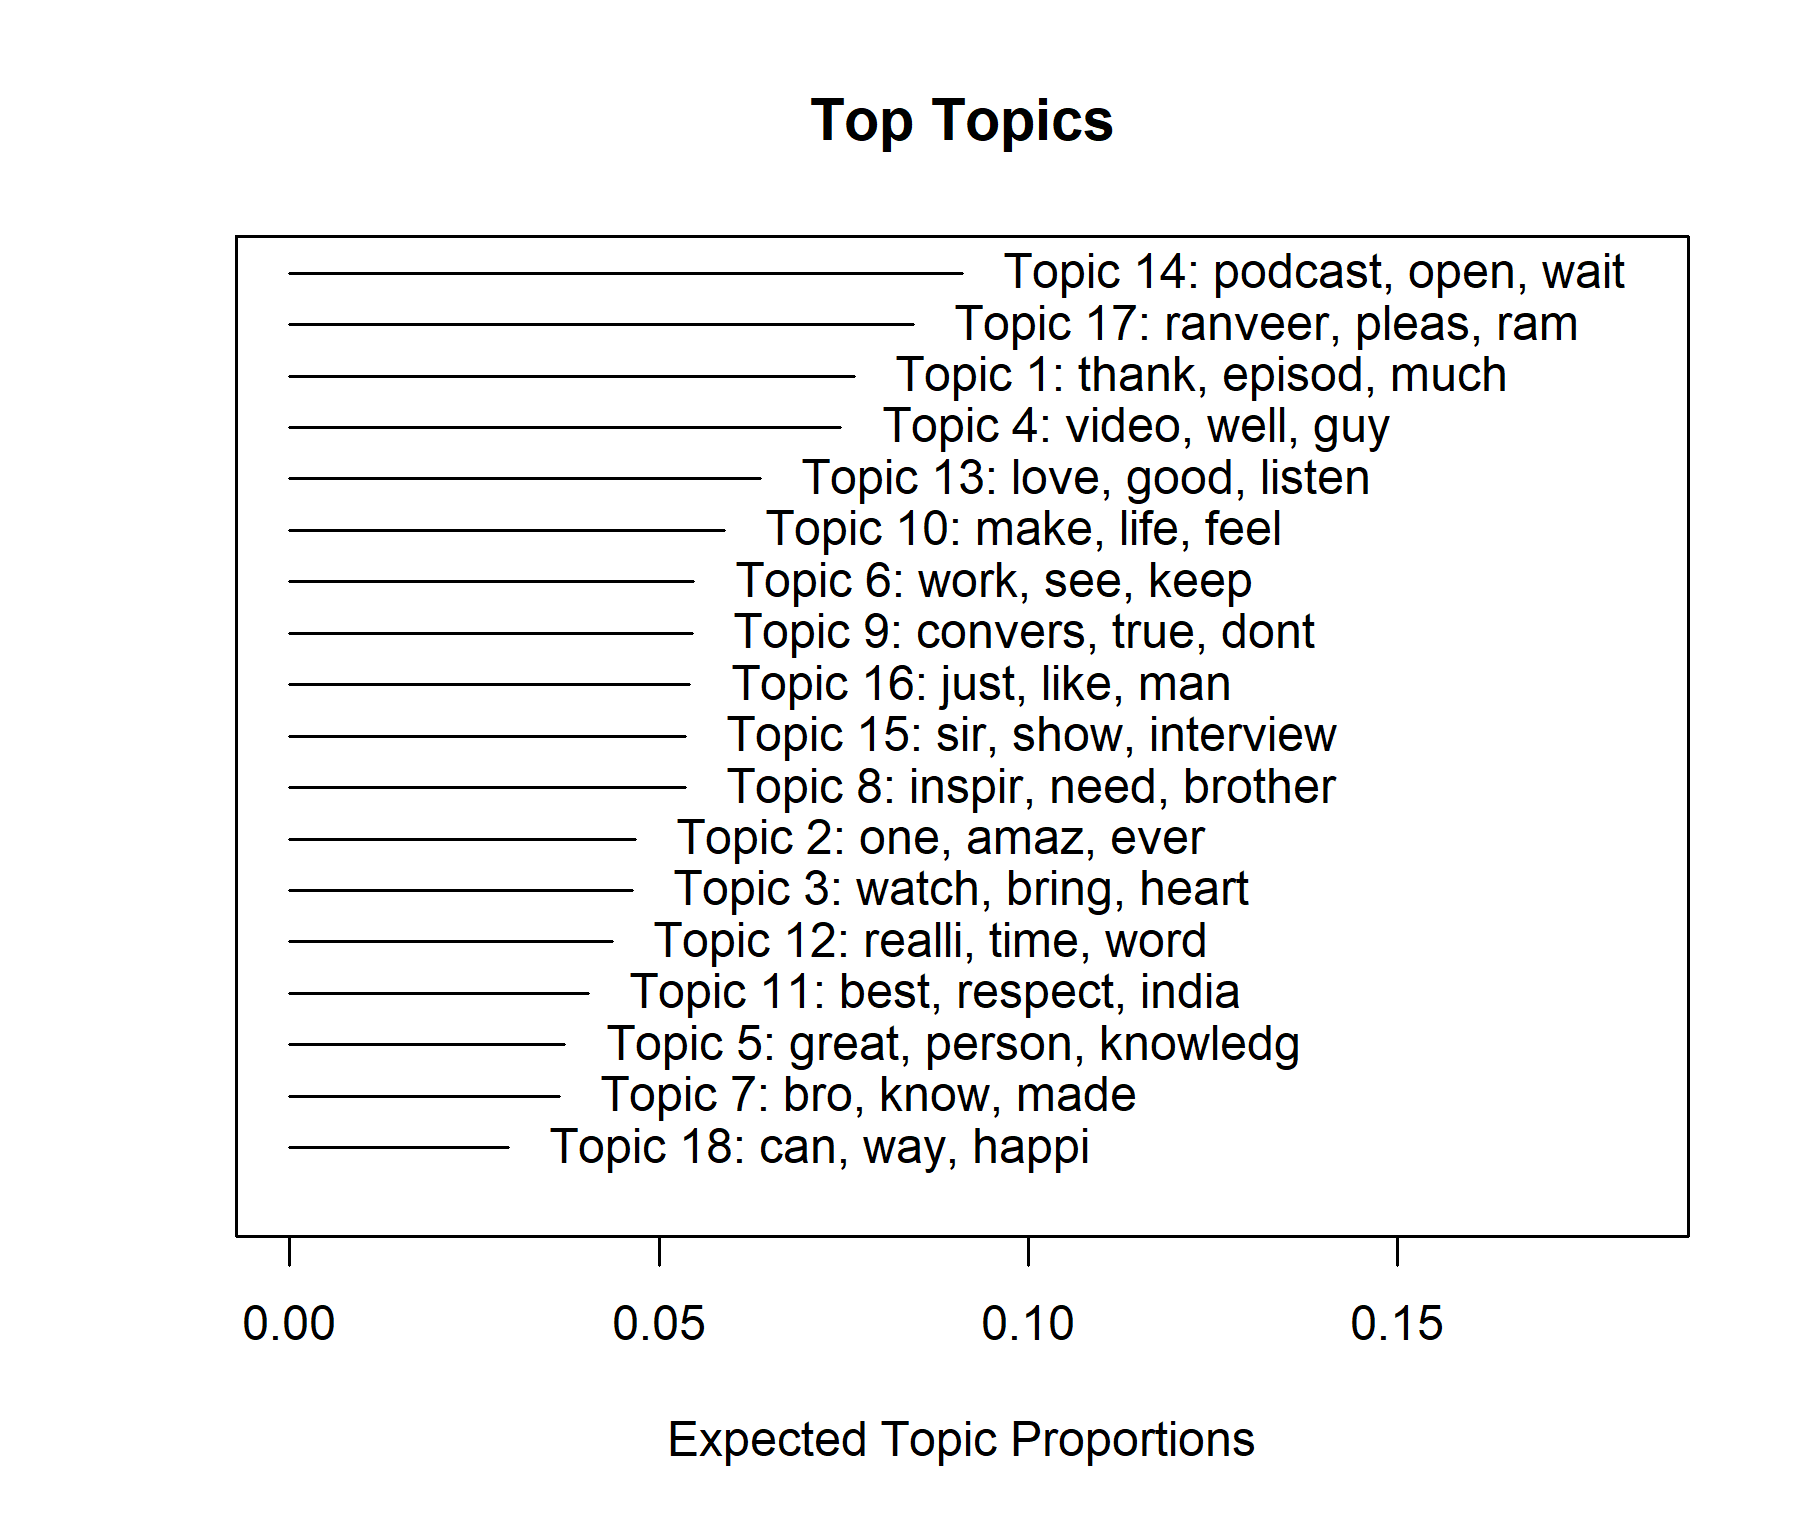 Top Topics
Topic 14: podcast, open, wait
Topic 17: ranveer, pleas, ram
Topic 1: thank, episod, much
Topic 4: video, well, guy
Topic 13: love, good, listen
Topic 10: make, life, feel
Topic 6: work, see, keep
Topic 9: convers, true, dont
Topic 16: just, like, man
Topic 15: sir, show, interview
Topic 8: inspir, need, brother
Topic 2: one, amaz, ever
Topic 3: watch, bring, heart
Topic 12: realli, time, word
Topic 11: best, respect, india
Topic 5: great, person, knowledg
Topic 7: bro, know, made
Topic 18: can, way, happi
0.00 0.05 0.10 0.15
Expected Topic Proportions